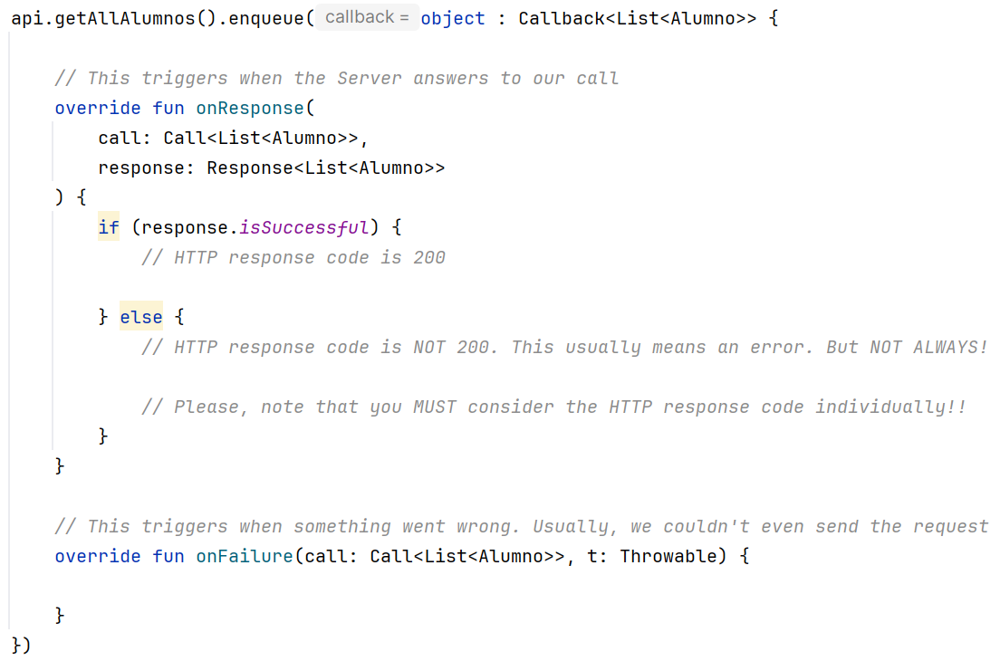 api.getAllAlumnos().enqueue( callback = object : Callback<List<Alumno>> {
// This triggers when the Server answers to our call
override fun onResponse(
call: Call<List<Alumno>>,
response: Response<List<Alumno>>
) {
if (response.isSuccessful) {
// HTTP response code is 200
} else {
// HTTP response code is NOT 200. This usually means an error. But NOT ALWAYS!
// Please, note that you MUST consider the HTTP response code individually!!
}
}
// This triggers when something went wrong. Usually, we couldn't even send the request
override fun onFailure(call: Call<List<Alumno>>, t: Throwable) {
}
})